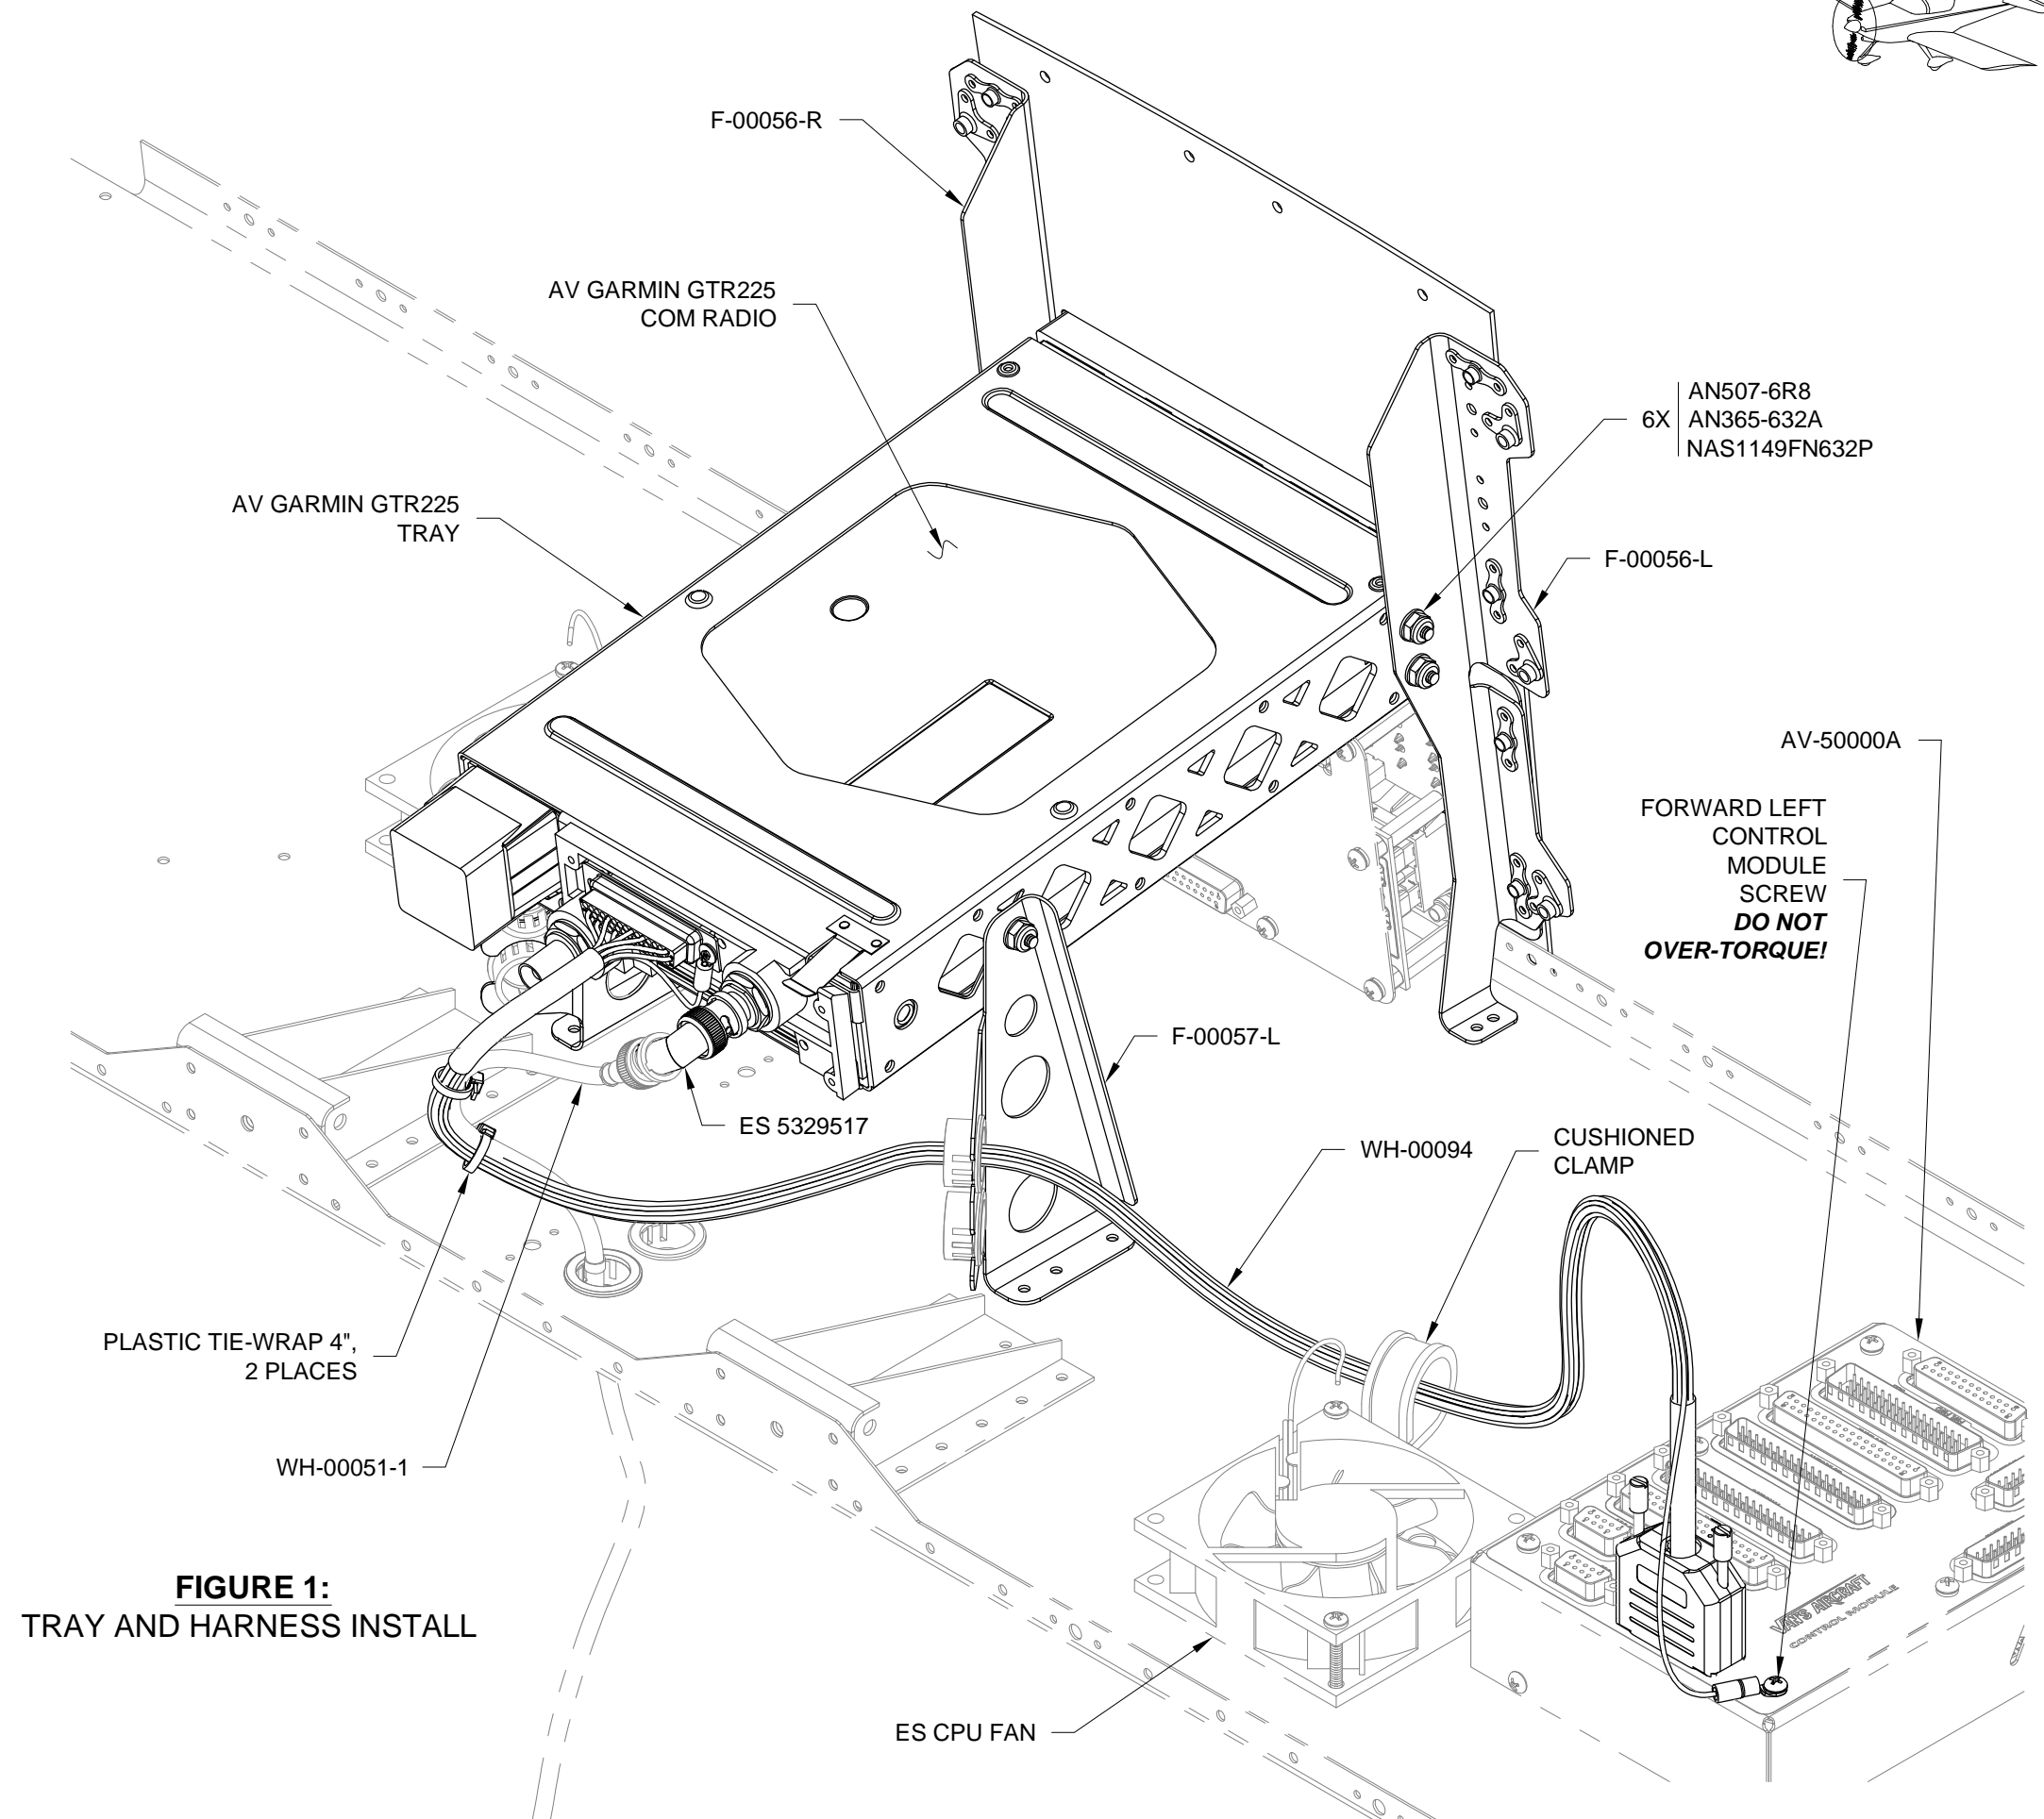 F-00056-R
AV GARMIN GTR225
COM RADIO
AN507-6R8
6X AN365-632A
NAS1149FN632P
AV GARMIN GTR225
TRAY
F-00056-L
AV-50000A
FORWARD LEFT
CONTROL
MODULE
SCREW
DO NOT
OVER-TORQUE!
F-00057-L
ES 5329517
WH-00094
CUSHIONED
CLAMP
PLASTIC TIE-WRAP 4",
2 PLACES
WH-00051-1
FIGURE 1:
TRAY AND HARNESS INSTALL
VAN'S AIRCRAFT
CONTROL MODULE
ES CPU FAN